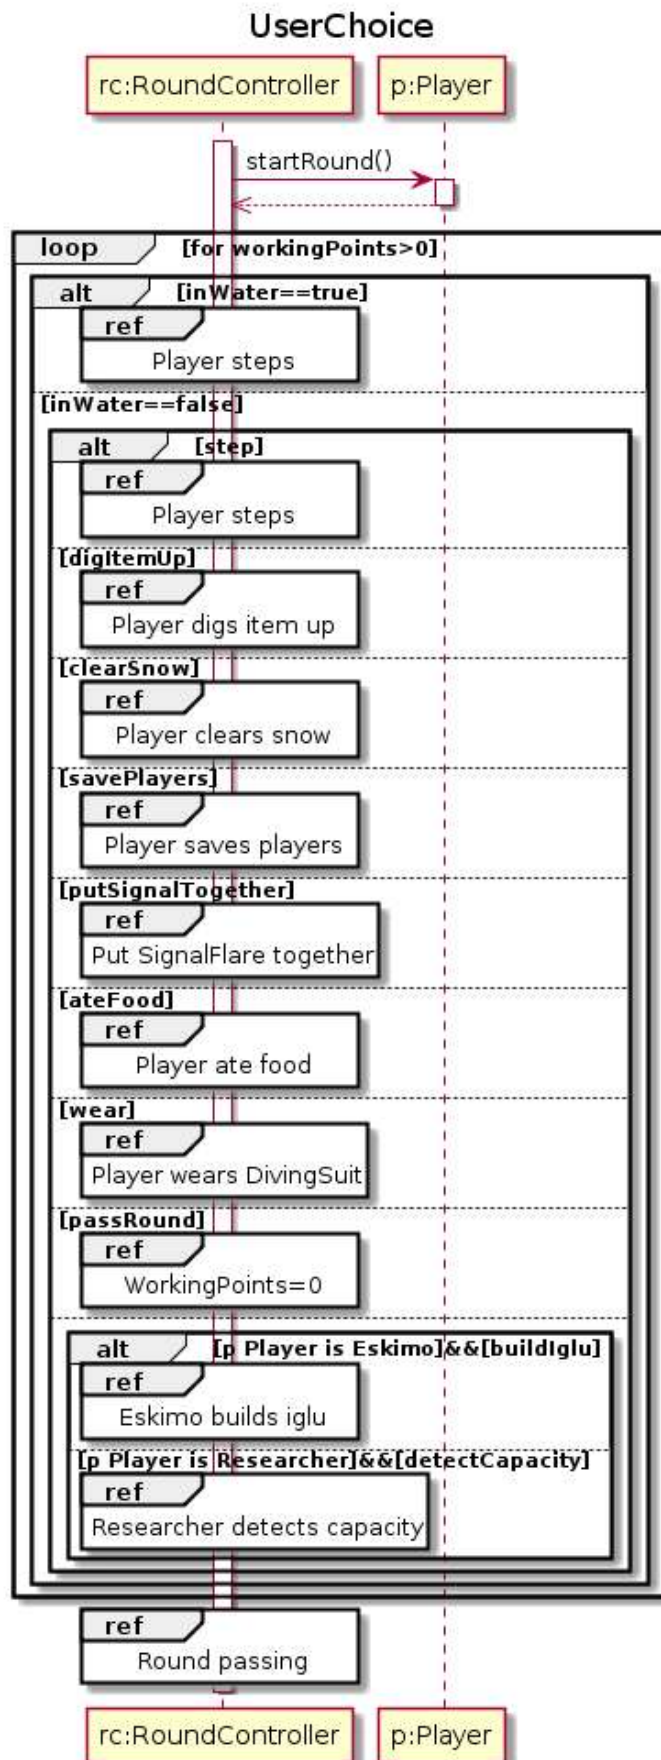 UserChoice
rc:RoundController
p:Player
startRound()
loop [for workingPoints>0]
alt [inWater==true]
ref
Player steps
[inWater==false]
alt [step]
ref
Player steps
[digItemUp]
ref
Player digs item up
[clearSnow]
ref
Player clears snow
[savePlayers]
ref
Player saves players
[putSignalTogether]
ref
Put SignalFlare together
[ateFood]
ref
Player ate food
[wear]
ref
Player wears DivingSuit
[passRound]
ref
WorkingPoints=0
alt [p Player is Eskimo]&&[buildIglu]
ref
Eskimo builds iglu
[p Player is Researcher]&&[detectCapacity]
ref
Researcher detects capacity
ref
Round passing
rc:RoundController
p:Player